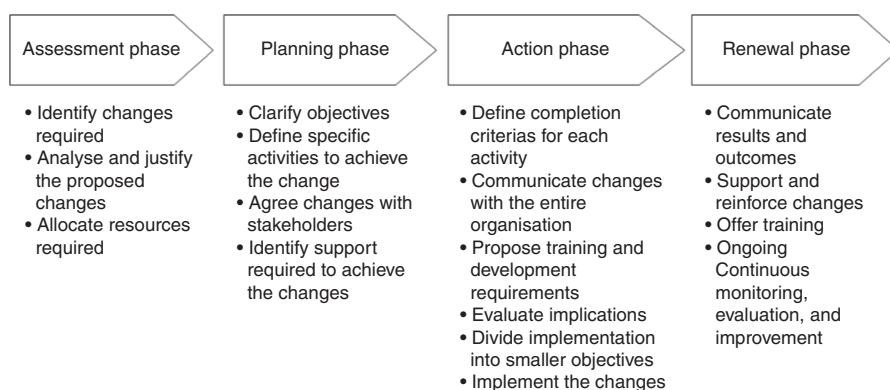 Assessment phase
Planning phase
Action phase
Renewal phase
• Identify changes
required
• Analyse and justify
the proposed
changes
• Allocate resources
required
• Clarify objectives
• Define specific
activities to achieve
the change
• Agree changes with
stakeholders
• Identify support
required to achieve
the changes
• Define completion
criterias for each
activity
• Communicate changes
with the entire
organisation
• Propose training and
development
requirements
• Evaluate implications
• Divide implementation
into smaller objectives
• Implement the changes
• Communicate
results and
outcomes
• Support and
reinforce changes
• Offer training
• Ongoing
Continuous
monitoring,
evaluation, and
improvement